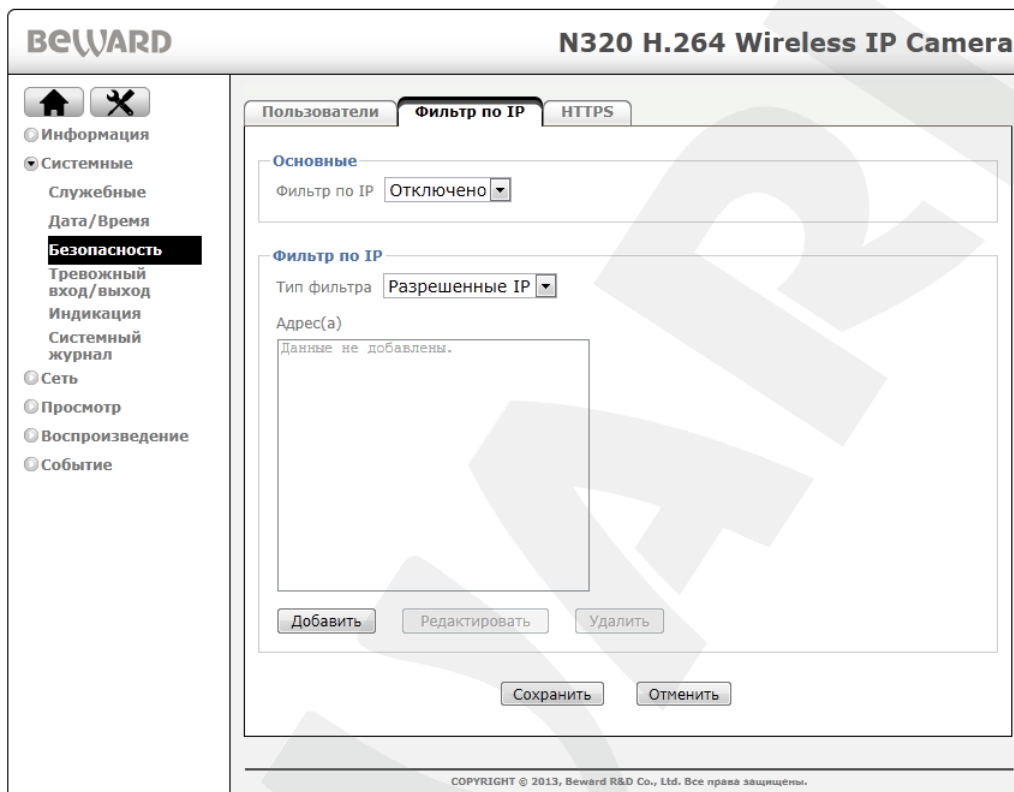 BEWARD
N320 H.264 Wireless IP Camera
Информация
Системные
Служебные
Дата/Время
Безопасность
Тревожный
вход/выход
Индикация
Системный
журнал
Сеть
Просмотр
Воспроизведение
Событие
Пользователи Фильтр по IP HTTPS
Основные
Фильтр по IP Отключено
Фильтр по IP
Тип фильтра Разрешенные IP
Адрес(а)
Данные не добавлены.
Добавить Редактировать Удалить
Сохранить Отменить
COPYRIGHT © 2013, Beward R&D Co., Ltd. Все права защищены.